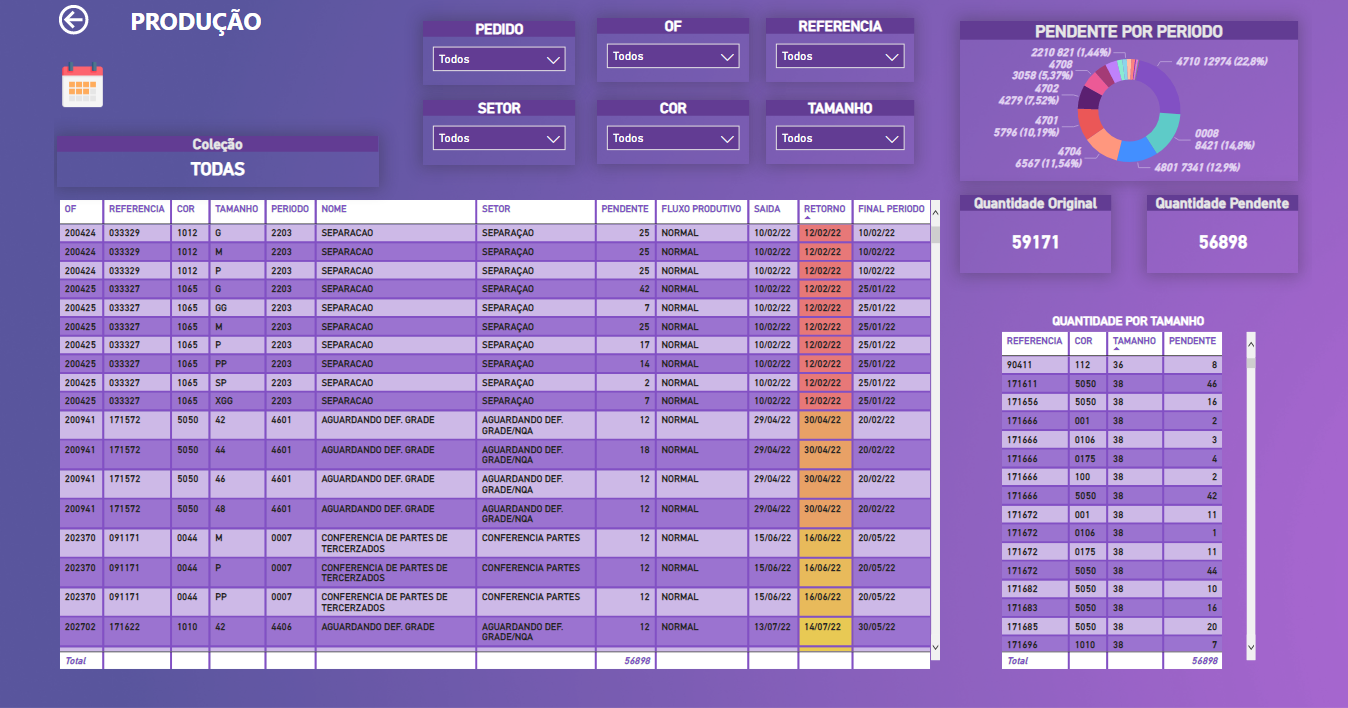 PRODUÇÃO
PEDIDO
Todos
OF
Todos
REFERENCIA
Todos
SETOR
Todos
COR
Todos
TAMANHO
Todos
Coleção
TODAS
PENDENTE POR PERIODO
2210 821 (1,44%)
4708
3058 (5,37%)
4702
4279 (7,52%)
4701
5796 (10,19%)
4704
6567 (11,54%)
4710 12974 (22,8%)
0008
8421 (14,8%)
4801 7341 (12,9%)
Quantidade Original
59171
Quantidade Pendente
56898
OF REFERENCIA COR TAMANHO PERIODO NOME SETOR PENDENTE FLUXO PRODUTIVO SAIDA RETORNO FINAL PERIODO
200424 033329 1012 G 2203 SEPARACAO SEPARAÇAO 25 NORMAL 10/02/22 12/02/22 10/02/22
200424 033329 1012 M 2203 SEPARACAO SEPARAÇAO 25 NORMAL 10/02/22 12/02/22 10/02/22
200424 033329 1012 P 2203 SEPARACAO SEPARAÇAO 25 NORMAL 10/02/22 12/02/22 10/02/22
200425 033327 1065 G 2203 SEPARACAO SEPARAÇAO 42 NORMAL 10/02/22 12/02/22 25/01/22
200425 033327 1065 GG 2203 SEPARACAO SEPARAÇAO 7 NORMAL 10/02/22 12/02/22 25/01/22
200425 033327 1065 M 2203 SEPARACAO SEPARAÇAO 25 NORMAL 10/02/22 12/02/22 25/01/22
200425 033327 1065 P 2203 SEPARACAO SEPARAÇAO 17 NORMAL 10/02/22 12/02/22 25/01/22
200425 033327 1065 PP 2203 SEPARACAO SEPARAÇAO 14 NORMAL 10/02/22 12/02/22 25/01/22
200425 033327 1065 SP 2203 SEPARACAO SEPARAÇAO 2 NORMAL 10/02/22 12/02/22 25/01/22
200425 033327 1065 XGG 2203 SEPARACAO SEPARAÇAO 7 NORMAL 10/02/22 12/02/22 25/01/22
200941 171572 5050 42 4601 AGUARDANDO DEF. GRADE AGUARDANDO DEF. 12 NORMAL 29/04/22 30/04/22 20/02/22
GRADE/NQA
200941 171572 5050 44 4601 AGUARDANDO DEF. GRADE AGUARDANDO DEF. 18 NORMAL 29/04/22 30/04/22 20/02/22
GRADE/NQA
200941 171572 5050 46 4601 AGUARDANDO DEF. GRADE AGUARDANDO DEF. 12 NORMAL 29/04/22 30/04/22 20/02/22
GRADE/NQA
200941 171572 5050 48 4601 AGUARDANDO DEF. GRADE AGUARDANDO DEF. 12 NORMAL 29/04/22 30/04/22 20/02/22
GRADE/NQA
202370 091171 0044 M 0007 CONFERENCIA DE PARTES DE CONFERENCIA PARTES 12 NORMAL 15/06/22 16/06/22 20/05/22
TERCERZADOS
202370 091171 0044 P 0007 CONFERENCIA DE PARTES DE CONFERENCIA PARTES 12 NORMAL 15/06/22 16/06/22 20/05/22
TERCERZADOS
202370 091171 0044 PP 0007 CONFERENCIA DE PARTES DE CONFERENCIA PARTES 12 NORMAL 15/06/22 16/06/22 20/05/22
TERCERZADOS
202702 171622 1010 42 4406 AGUARDANDO DEF. GRADE AGUARDANDO DEF. 12 NORMAL 13/07/22 14/07/22 30/05/22
GRADE/NQA
Total 56898
QUANTIDADE POR TAMANHO
REFERENCIA COR TAMANHO PENDENTE
90411 112 36 8
171611 5050 38 46
171656 5050 38 16
171666 001 38 2
171666 0106 38 3
171666 0175 38 4
171666 100 38 2
171666 5050 38 42
171672 001 38 11
171672 0106 38 1
171672 0175 38 11
171672 5050 38 44
171682 5050 38 10
171683 5050 38 16
171685 5050 38 20
171696 1010 38 7
Total 56898